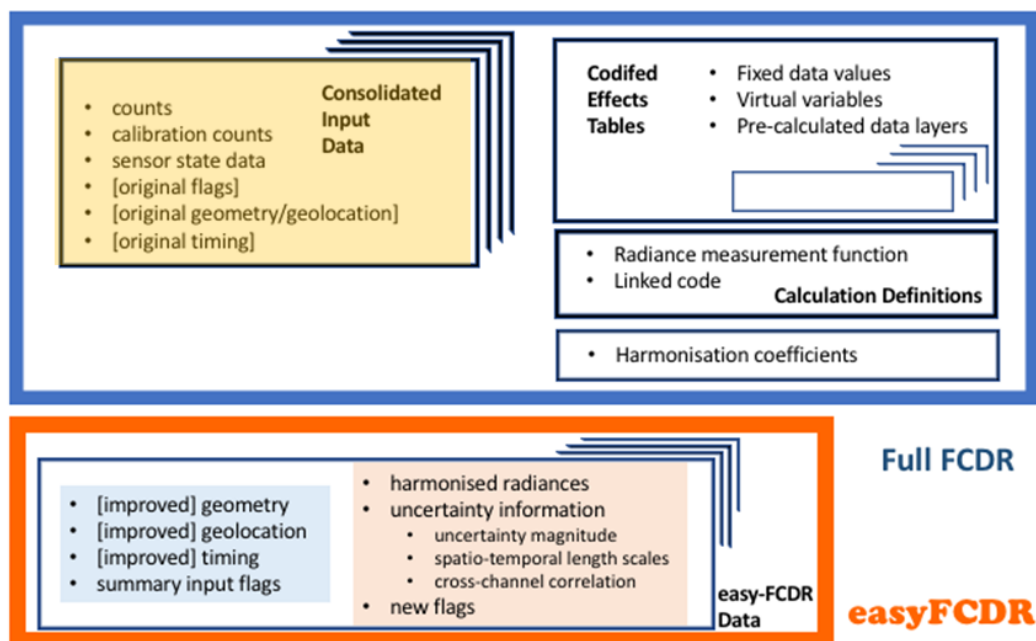 • counts
• calibration counts
• sensor state data
• [original flags]
• [original geometry/geolocation]
• [original timing]
Consolidated
Input
Data
Codifed
Effects
Tables
• Fixed data values
• Virtual variables
• Pre-calculated data layers
• Radiance measurement function
• Linked code
Calculation Definitions
• Harmonisation coefficients
• [improved] geometry
• [improved] geolocation
• [improved] timing
• summary input flags
• harmonised radiances
• uncertainty information
• uncertainty magnitude
• spatio-temporal length scales
• cross-channel correlation
• new flags
easy-FCDR
Data
Full FCDR
easyFCDR